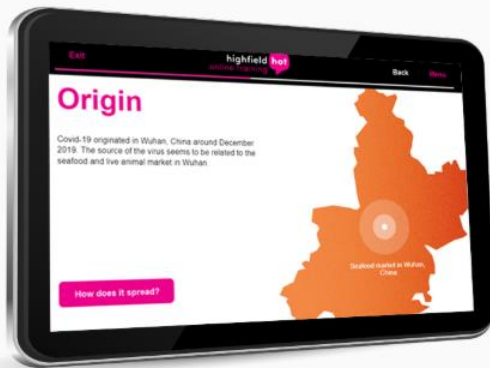 Exit
highfield hot
online training
Back
Menu
Origin
Covid-19 originated in Wuhan, China around December
2019. The source of the virus seems to be related to the
seafood and live animal market in Wuhan
Seafood market in Wuhan,
China
How does it spread?